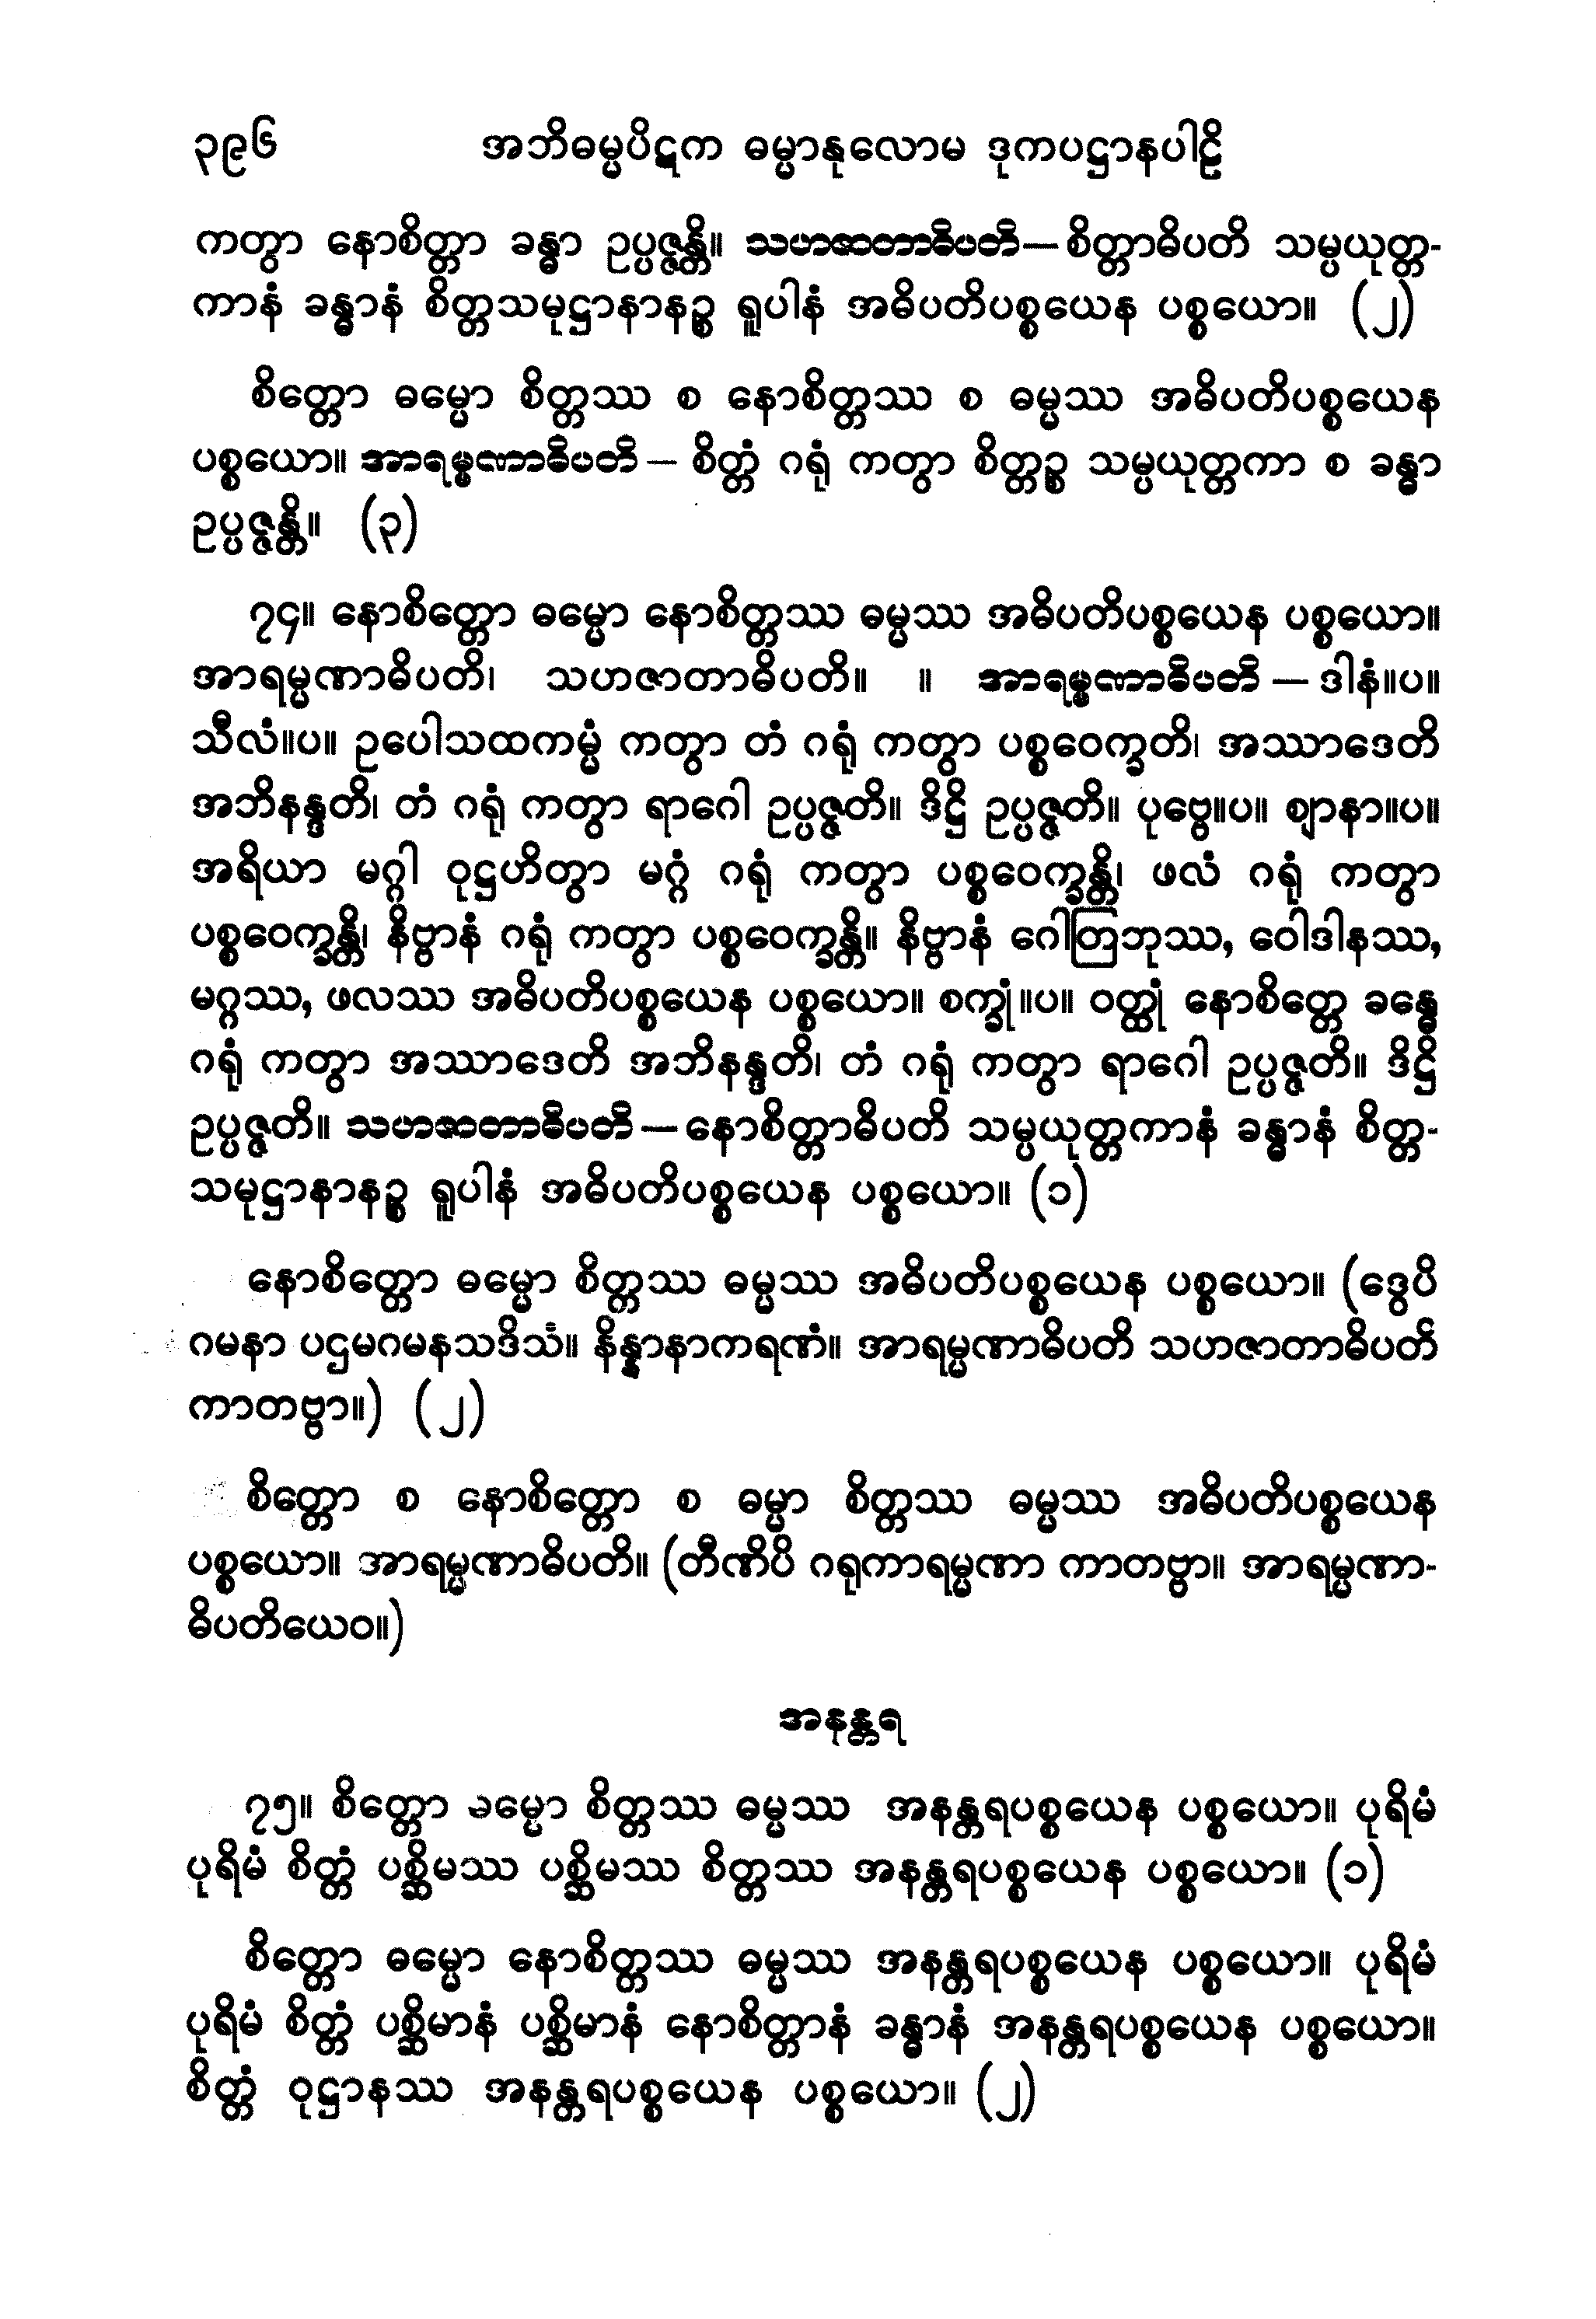 ၃၉၆ အဘိဓမ္မပိဋက ဓမ္မာနုလောမ ဒုကပဋ္ဌာနပါဠိ
ကတွာ နောစိတ္တာ ခန္ဓာ ဥပ္ပဇ္ဇန္တိ။ သဟဇာတာဓိပတိ—စိတ္တာဓိပတိ သမ္ပယုတ္တ-
ကာနံ ခန္ဓာနံ စိတ္တသမုဋ္ဌာနာနဉ္စ ရူပါနံ အဓိပတိပစ္စယေန ပစ္စယော။ (၂)
စိတ္တော ဓမ္မော စိတ္တဿ စ နောစိတ္တဿ စ ဓမ္မဿ အဓိပတိပစ္စယေန
ပစ္စယော။ အာရမ္မဏာဓိပတိ – စိတ္တံ ဂရုံ ကတွာ စိတ္တဉ္စ သမ္ပယုတ္တကာ စ ခန္ဓာ
ဥပ္ပဇ္ဇန္တိ။ (၃)
၇၄။ နောစိတ္တော ဓမ္မော နောစိတ္တဿ ဓမ္မဿ အဓိပတိပစ္စယေန ပစ္စယော။
အာရမ္မဏာဓိပတိ၊ သဟဇာတာဓိပတိ။ ။ အာရမ္မဏာဓိပတိ — ဒါနံ။ပ။
သီလံ။ပ။ ဥပေါသထကမ္မံ ကတွာ တံ ဂရုံ ကတွာ ပစ္စဝေက္ခတိ၊ အဿာဒေတိ
အဘိနန္ဒတိ၊ တံ ဂရုံ ကတွာ ရာဂေါ ဥပ္ပဇ္ဇတိ။ ဒိဋ္ဌိ ဥပ္ပဇ္ဇတိ။ ပုဗ္ဗေ။ပ။ ဈာနာ။ပ။
အရိယာ မဂ္ဂါ ဝုဋ္ဌဟိတွာ မဂ္ဂံ ဂရုံ ကတွာ ပစ္စဝေက္ခန္တိ၊ ဖလံ ဂရုံ ကတွာ
ပစ္စဝေက္ခန္တိ၊ နိဗ္ဗာနံ ဂရုံ ကတွာ ပစ္စဝေက္ခန္တိ။ နိဗ္ဗာနံ ဂေါတြဘုဿ, ဝေါဒါနဿ,
မဂ္ဂဿ, ဖလဿ အဓိပတိပစ္စယေန ပစ္စယော။ စက္ခုံ။ပ။ ဝတ္ထုံ နောစိတ္တေ ခန္ဓေ
ဂရုံ ကတွာ အဿာဒေတိ အဘိနန္ဒတိ၊ တံ ဂရုံ ကတွာ ရာဂေါ ဥပ္ပဇ္ဇတိ။ ဒိဋ္ဌိ
ဥပ္ပဇ္ဇတိ။ သဟဇာတာဓိပတိ — နောစိတ္တာဓိပတိ သမ္ပယုတ္တကာနံ ခန္ဓာနံ စိတ္တ-
သမုဋ္ဌာနာနဉ္စ ရူပါနံ အဓိပတိပစ္စယေန ပစ္စယော။ (၁)
နောစိတ္တော ဓမ္မော စိတ္တဿ ဓမ္မဿ အဓိပတိပစ္စယေန ပစ္စယော။ (ဒွေပိ
ဂမနာ ပဌမဂမနသဒိသံ။ နိန္နာနာကရဏံ။ အာရမ္မဏာဓိပတိ သဟဇာတာဓိပတိ
ကာတဗ္ဗာ။) (၂)
စိတ္တော စ နောစိတ္တော စ ဓမ္မာ စိတ္တဿ ဓမ္မဿ အဓိပတိပစ္စယေန
ပစ္စယော။ အာရမ္မဏာဓိပတိ။ (တီဏိပိ ဂရုကာရမ္မဏာ ကာတဗ္ဗာ။ အာရမ္မဏာ-
ဓိပတိယေဝ။)
အနန္တရ
၇၅။ စိတ္တော ဓမ္မော စိတ္တဿ ဓမ္မဿ အနန္တရပစ္စယေန ပစ္စယော။ ပုရိမံ
ပုရိမံ စိတ္တံ ပစ္ဆိမဿ ပစ္ဆိမဿ စိတ္တဿ အနန္တရပစ္စယေန ပစ္စယော။ (၁)
စိတ္တော ဓမ္မော နောစိတ္တဿ ဓမ္မဿ အနန္တရပစ္စယေန ပစ္စယော။ ပုရိမံ
ပုရိမံ စိတ္တံ ပစ္ဆိမာနံ ပစ္ဆိမာနံ နောစိတ္တာနံ ခန္ဓာနံ အနန္တရပစ္စယေန ပစ္စယော။
စိတ္တံ ဝုဋ္ဌာနဿ အနန္တရပစ္စယေန ပစ္စယော။ (၂)